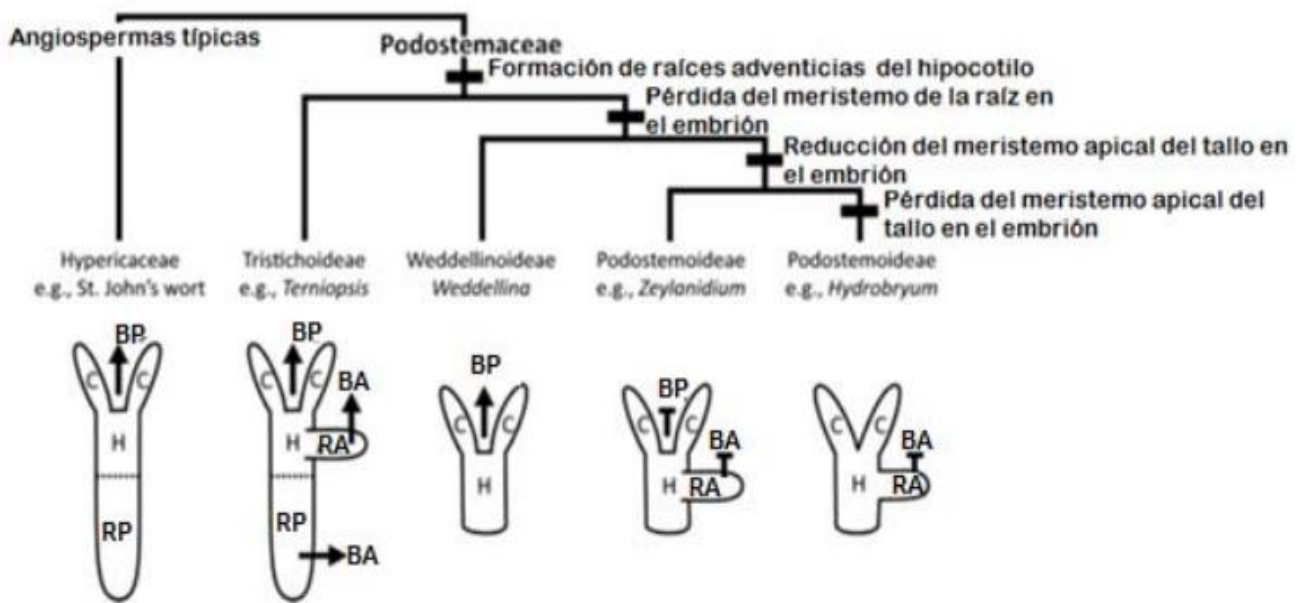 Angiospermas típicas
Podostemaceae
Formación de raíces adventicias del hipocotilo
Pérdida del meristemo de la raíz en
el embrión
Reducción del meristemo apical del tallo en
el embrión
Pérdida del meristemo apical del
tallo en el embrión
Hypericaceae
e.g., St. John's wort
Tristichoideae
e.g., Terniopsis
Weddellinoideae
Weddellina
Podostemoideae
e.g., Zeylanidium
Podostemoideae
e.g., Hydrobryum
BP
C C
H
RP
BP
C C
BA
H RA
RP
BA
BP
C C
H
BP
C C
BA
H RA
C C
BA
H RA